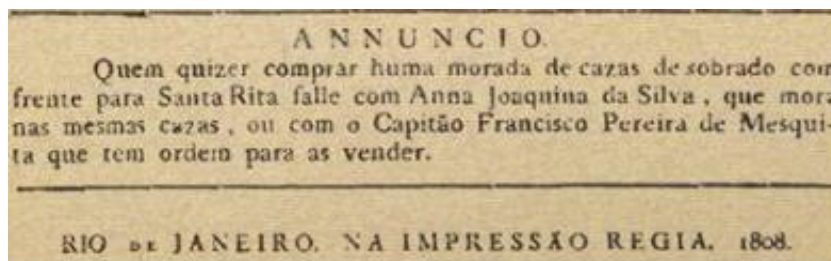 ANNUNCIO.
Quem quizer comprar huma morada de cazas de sobrado com
frente para Santa Rita falle com Anna Joaquina da Silva, que mora
nas mesmas cazas, ou com o Capitão Francisco Pereira de Mesqui-
ta que tem ordem para as vender.
RIO DE JANEIRO. NA IMPRESSÃO REGIA. 1808.